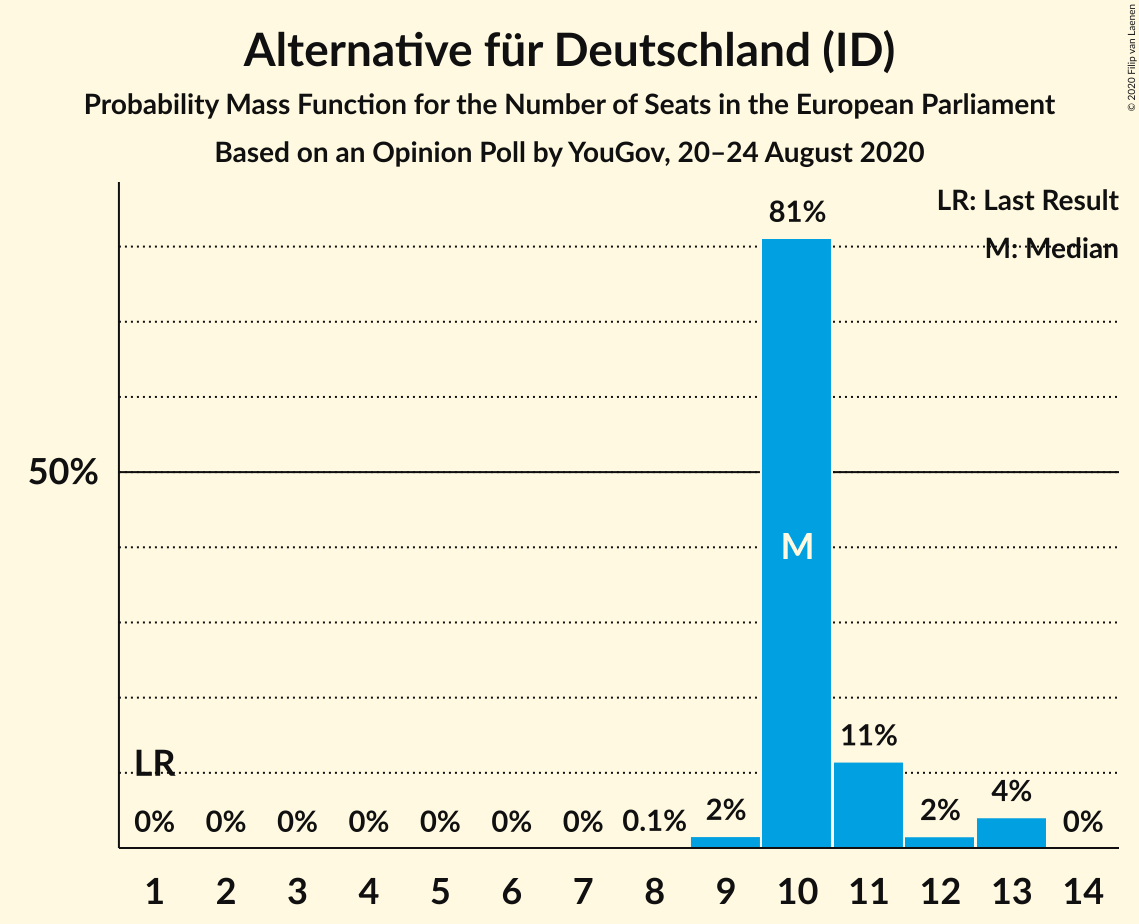 Alternative für Deutschland (ID)
Probability Mass Function for the Number of Seats in the European Parliament
Based on an Opinion Poll by YouGov, 20–24 August 2020
© 2020 Filip van Laenen
LR: Last Result
M: Median
81%
50%
M
11%
LR
4%
0% 0% 0% 0% 0% 0% 0% 0.1% 2% 2% 0%
1 2 3 4 5 6 7 8 9 10 11 12 13 14